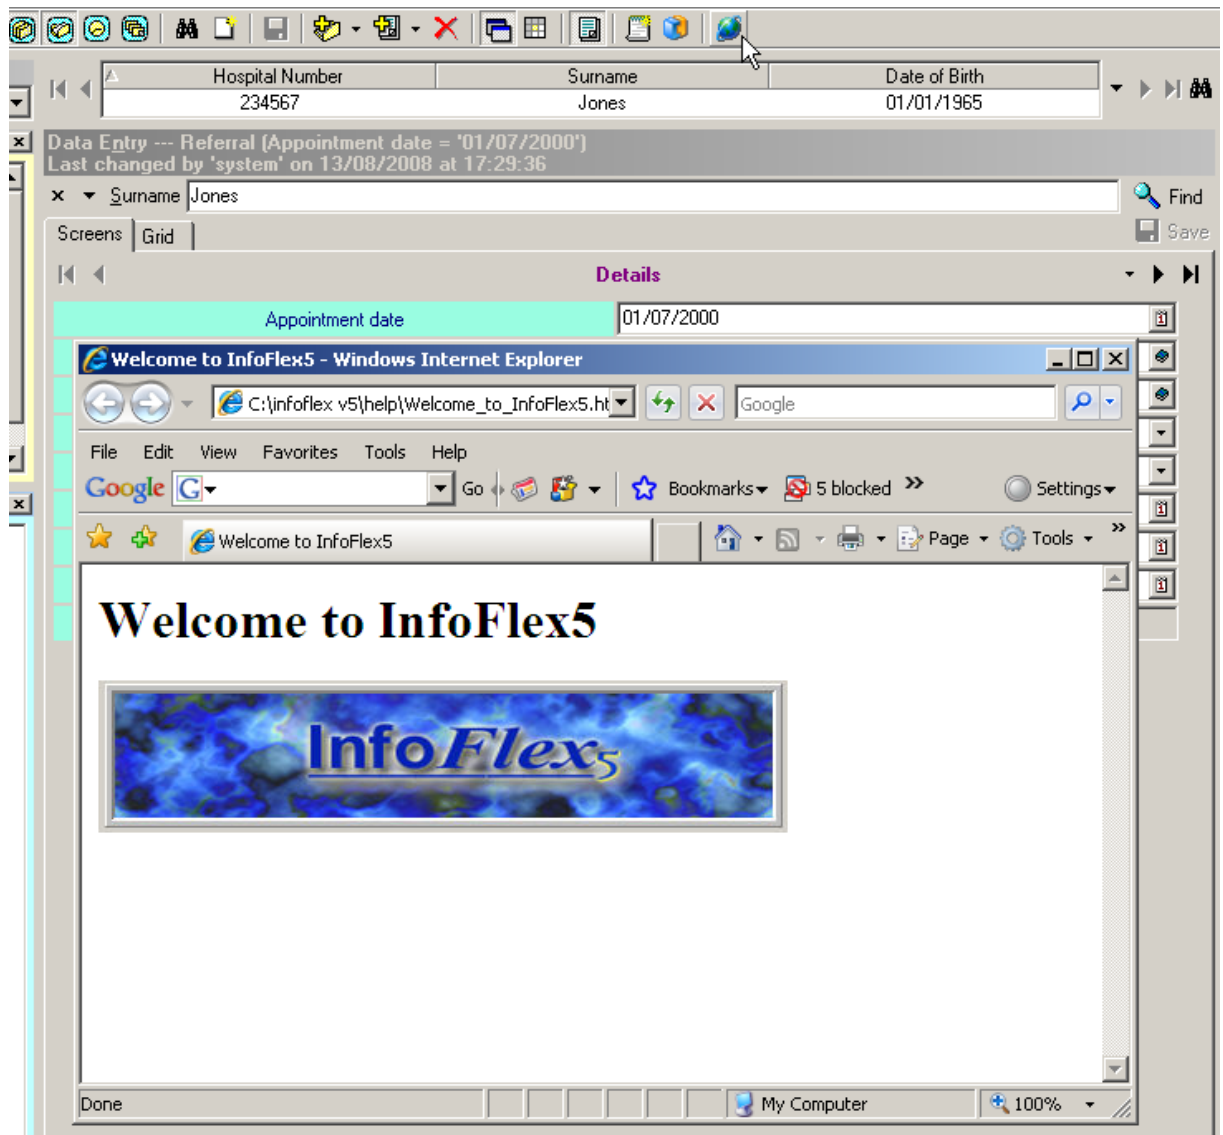 Hospital Number Surname Date of Birth
234567 Jones 01/01/1965
Data Entry --- Referral (Appointment date = '01/07/2000')
Last changed by 'system' on 13/08/2008 at 17:29:36
Surname Jones Find
Screens Grid Save
Details
Appointment date 01/07/2000
Welcome to InfoFlex5 - Windows Internet Explorer
C:\infoflex v5\help\Welcome_to_InfoFlex5.ht Google
File Edit View Favorites Tools Help
Google G Go Bookmarks 5 blocked Settings
Welcome to InfoFlex5 Page Tools
Welcome to InfoFlex5
InfoFlex5
Done My Computer 100%